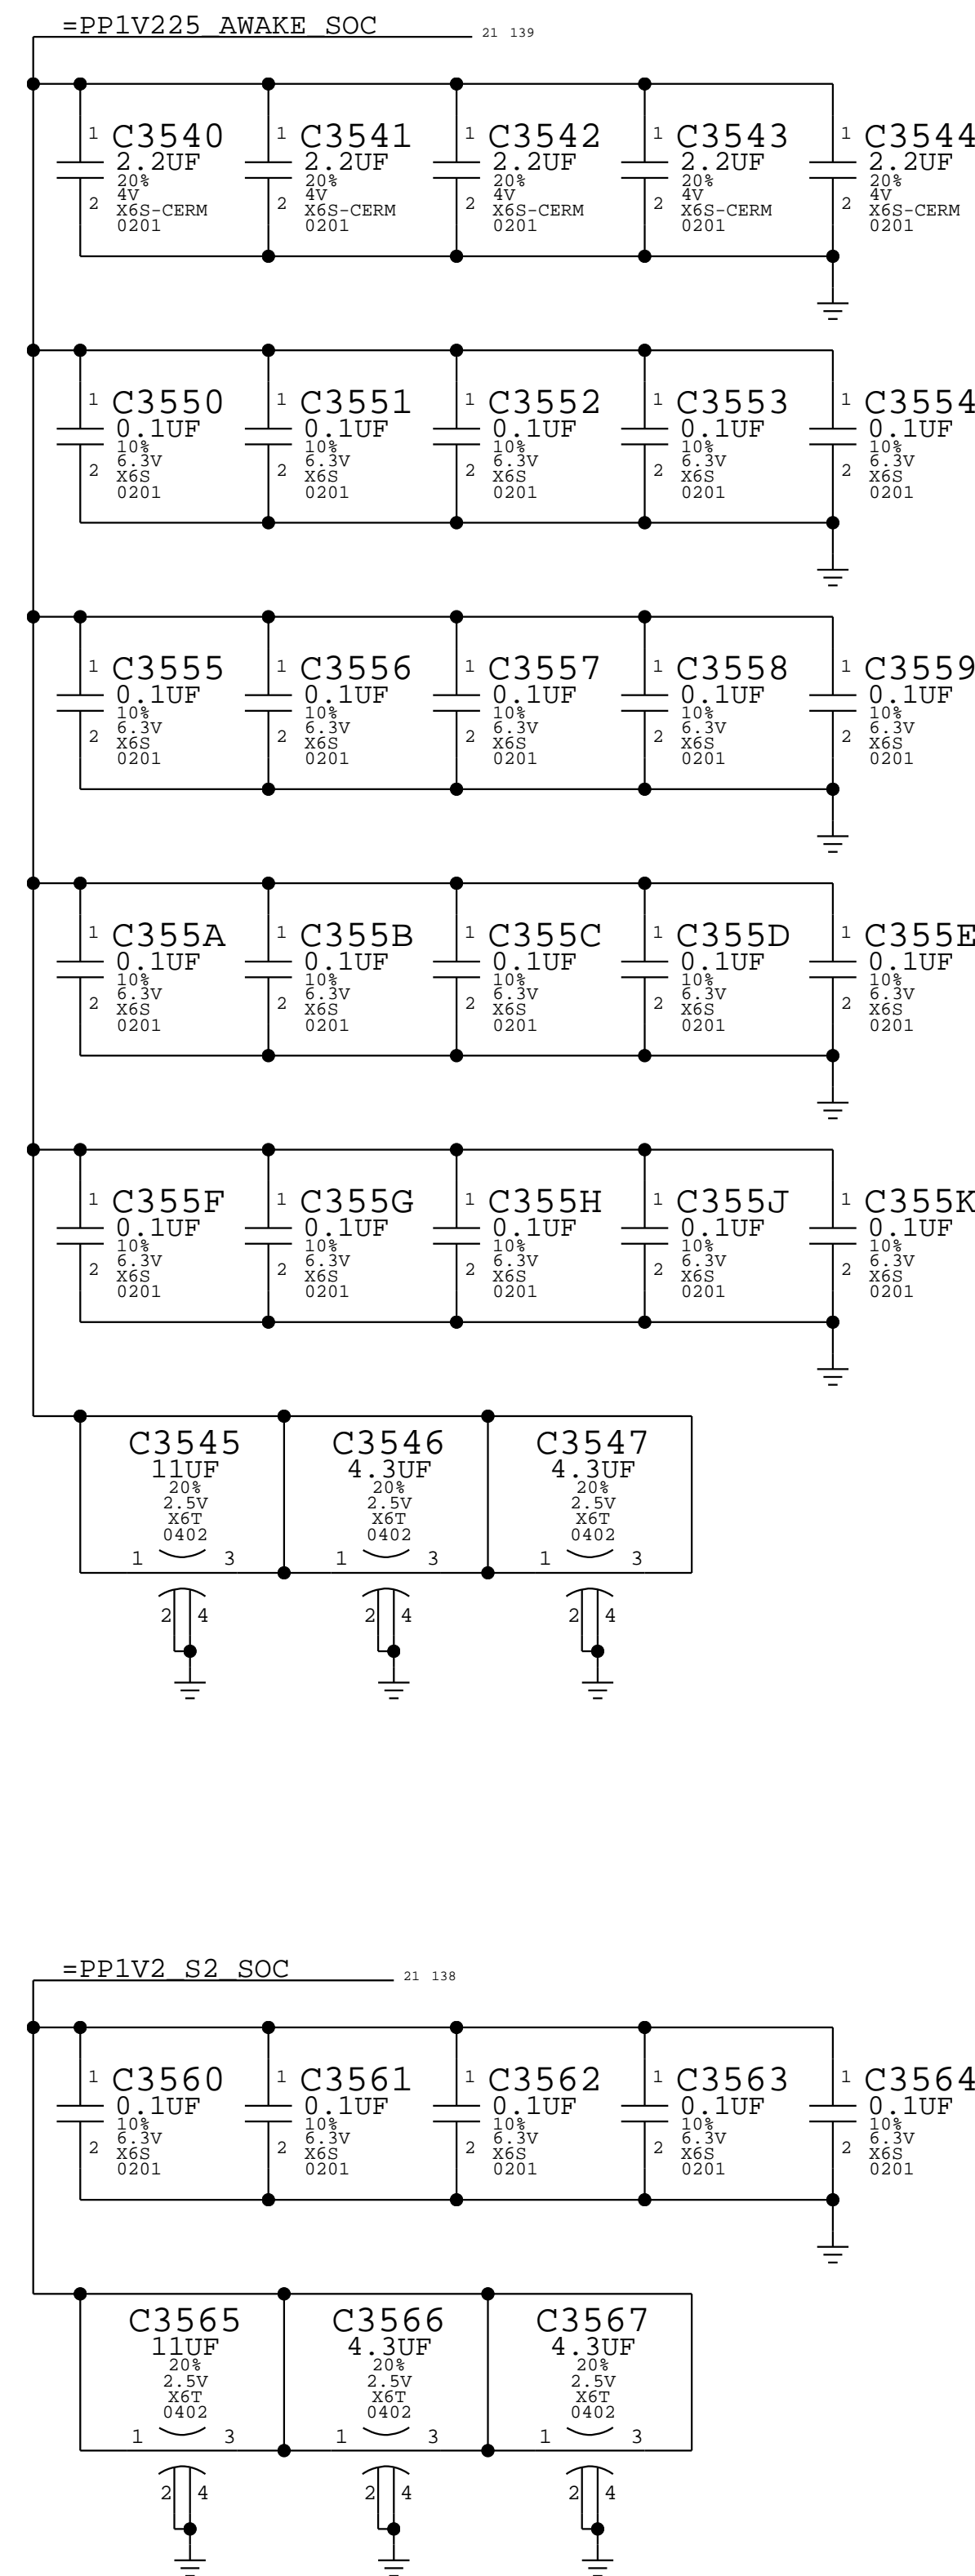 =PP1V225_AWAKE_SOC 21 139
1 C3540 1 C3541 1 C3542 1 C3543 1 C3544
2.2UF 2.2UF 2.2UF 2.2UF 2.2UF
20% 20% 20% 20% 20%
4V 4V 4V 4V 4V
2 X6S-CERM 2 X6S-CERM 2 X6S-CERM 2 X6S-CERM 2 X6S-CERM
0201 0201 0201 0201 0201
1 C3550 1 C3551 1 C3552 1 C3553 1 C3554
0.1UF 0.1UF 0.1UF 0.1UF 0.1UF
10% 10% 10% 10% 10%
6.3V 6.3V 6.3V 6.3V 6.3V
2 X6S 2 X6S 2 X6S 2 X6S 2 X6S
0201 0201 0201 0201 0201
1 C3555 1 C3556 1 C3557 1 C3558 1 C3559
0.1UF 0.1UF 0.1UF 0.1UF 0.1UF
10% 10% 10% 10% 10%
6.3V 6.3V 6.3V 6.3V 6.3V
2 X6S 2 X6S 2 X6S 2 X6S 2 X6S
0201 0201 0201 0201 0201
1 C355A 1 C355B 1 C355C 1 C355D 1 C355E
0.1UF 0.1UF 0.1UF 0.1UF 0.1UF
10% 10% 10% 10% 10%
6.3V 6.3V 6.3V 6.3V 6.3V
2 X6S 2 X6S 2 X6S 2 X6S 2 X6S
0201 0201 0201 0201 0201
1 C355F 1 C355G 1 C355H 1 C355J 1 C355K
0.1UF 0.1UF 0.1UF 0.1UF 0.1UF
10% 10% 10% 10% 10%
6.3V 6.3V 6.3V 6.3V 6.3V
2 X6S 2 X6S 2 X6S 2 X6S 2 X6S
0201 0201 0201 0201 0201
C3545 C3546 C3547
11UF 4.3UF 4.3UF
20% 20% 20%
2.5V 2.5V 2.5V
X6T X6T X6T
0402 0402 0402
1 3 1 3 1 3
2 4 2 4 2 4
=PP1V2_S2_SOC 21 138
1 C3560 1 C3561 1 C3562 1 C3563 1 C3564
0.1UF 0.1UF 0.1UF 0.1UF 0.1UF
10% 10% 10% 10% 10%
6.3V 6.3V 6.3V 6.3V 6.3V
2 X6S 2 X6S 2 X6S 2 X6S 2 X6S
0201 0201 0201 0201 0201
C3565 C3566 C3567
11UF 4.3UF 4.3UF
20% 20% 20%
2.5V 2.5V 2.5V
X6T X6T X6T
0402 0402 0402
1 3 1 3 1 3
2 4 2 4 2 4